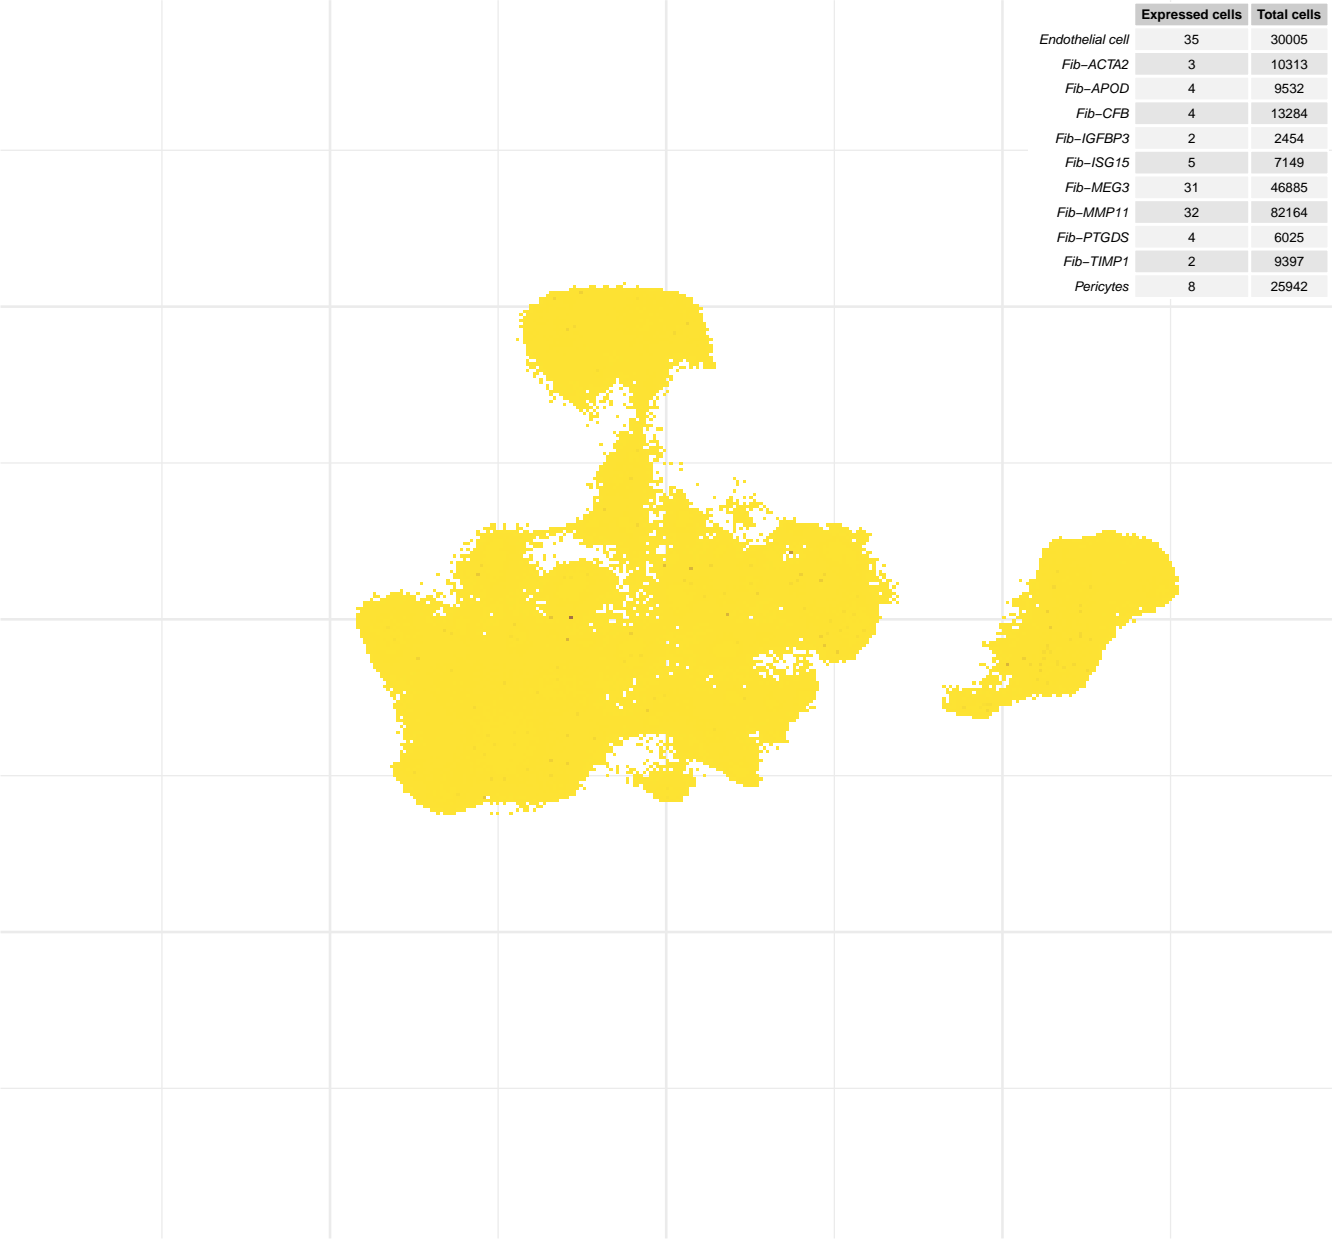 Expressed cells Total cells
Endothelial cell 35 30005
Fib−ACTA2 3 10313
Fib−APOD 4 9532
Fib−CFB 4 13284
Fib−IGFBP3 2 2454
Fib−ISG15 5 7149
Fib−MEG3 31 46885
Fib−MMP11 32 82164
Fib−PTGDS 4 6025
Fib−TIMP1 2 9397
Pericytes 8 25942